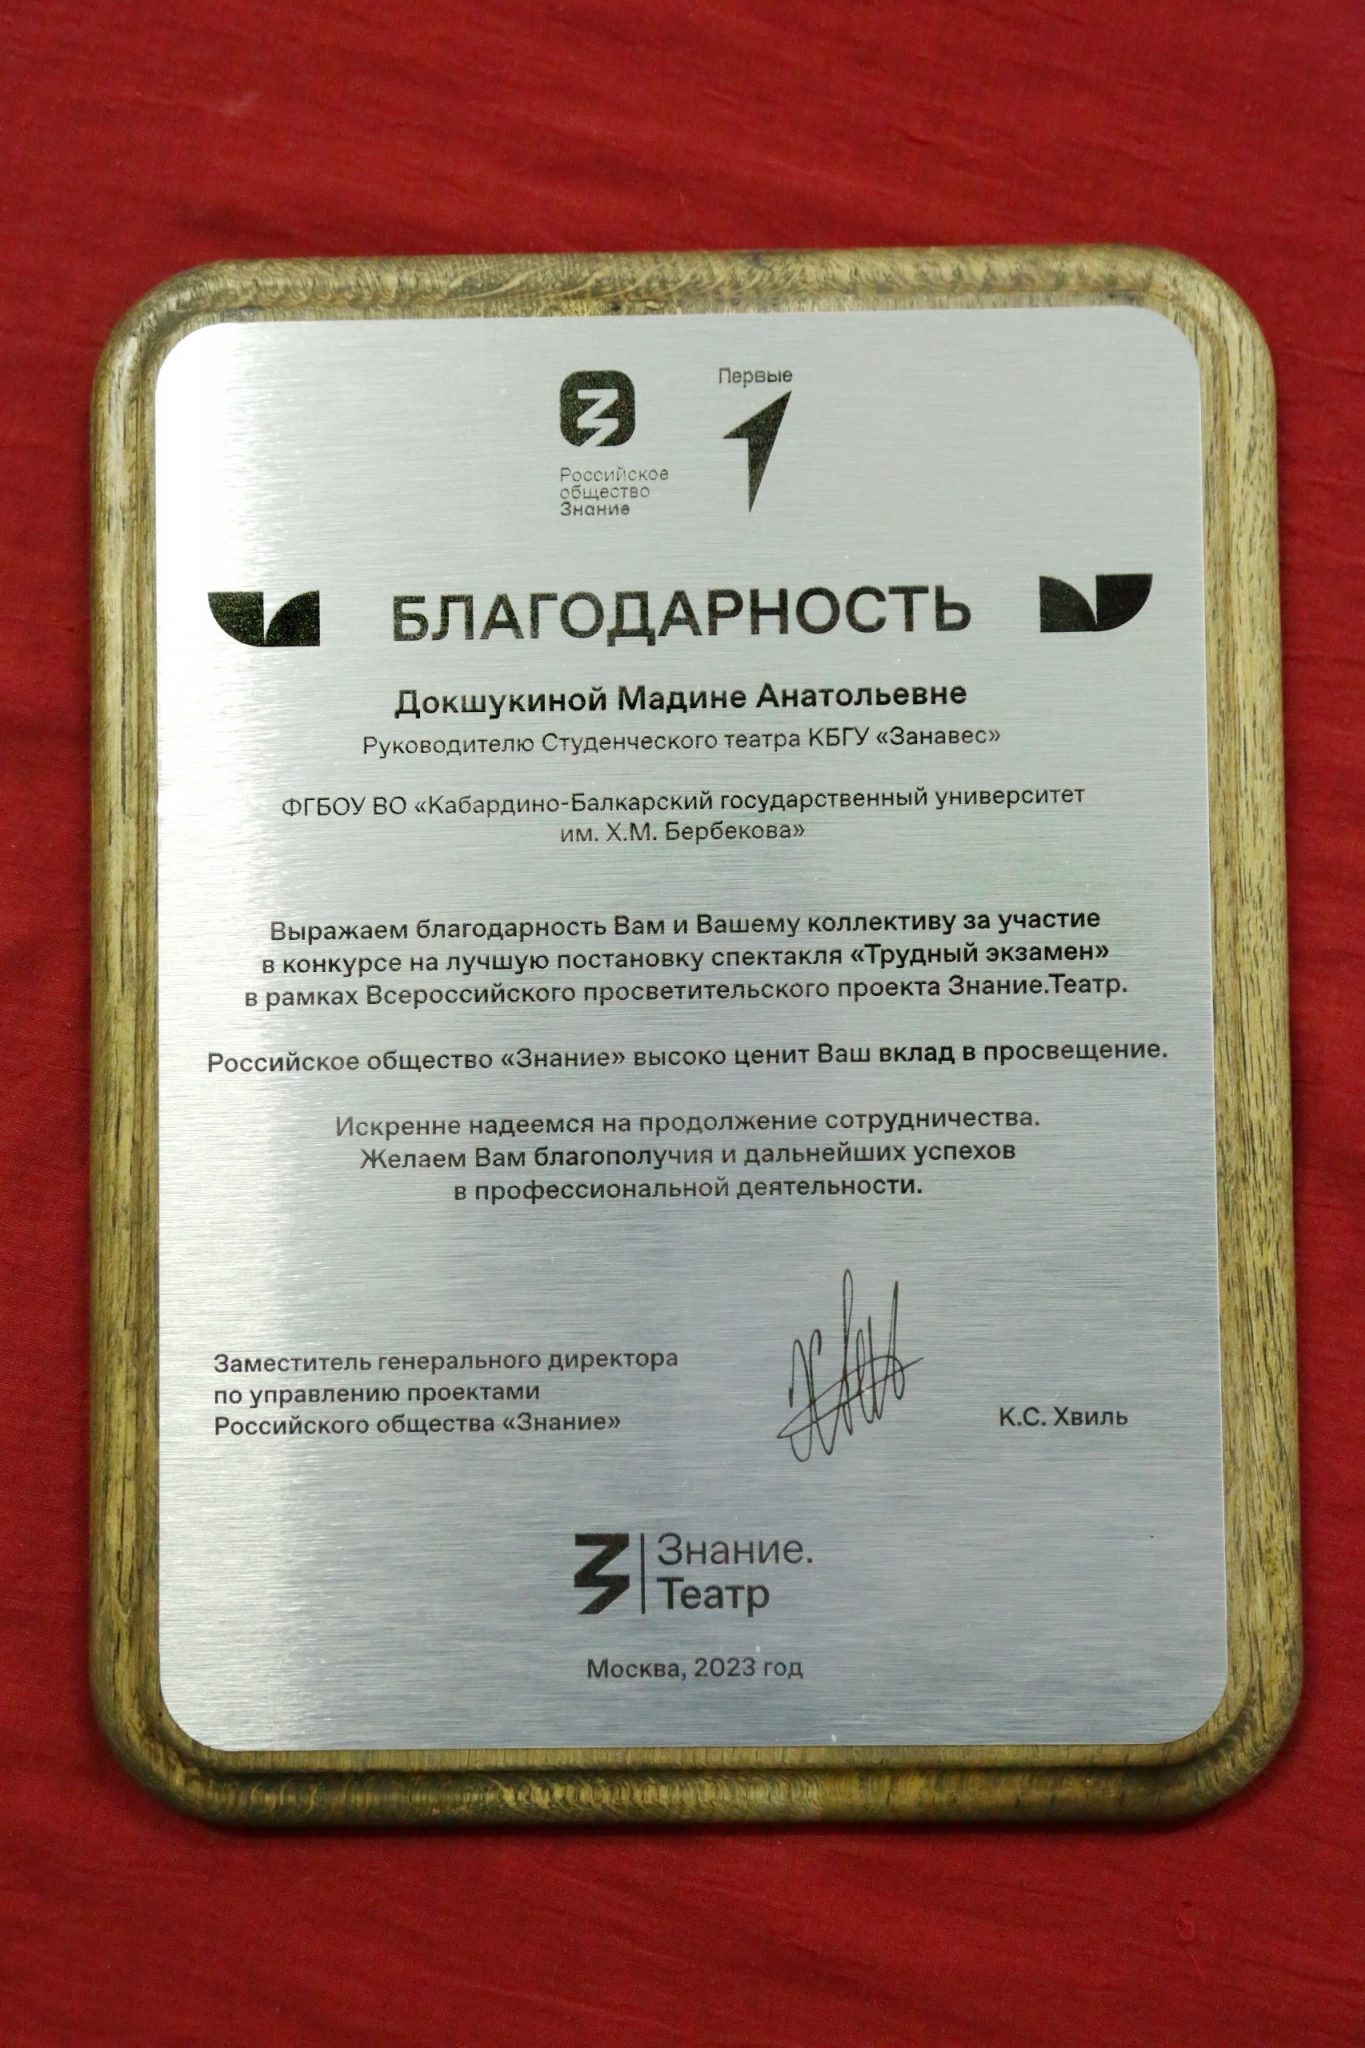 Российское
общество
Знание
Первые
БЛАГОДАРНОСТЬ
Докшукиной Мадине Анатольевне
Руководителю Студенческого театра КБГУ «Занавес»
ФГБОУ ВО «Кабардино-Балкарский государственный университет
им. Х.М. Бербекова»
Выражаем благодарность Вам и Вашему коллективу за участие
в конкурсе на лучшую постановку спектакля «Трудный экзамен»
в рамках Всероссийского просветительского проекта Знание.Театр.
Российское общество «Знание» высоко ценит Ваш вклад в просвещение.
Искренне надеемся на продолжение сотрудничества.
Желаем Вам благополучия и дальнейших успехов
в профессиональной деятельности.
Заместитель генерального директора
по управлению проектами
Российского общества «Знание»
К.С. Хвиль
Знание.
Театр
Москва, 2023 год